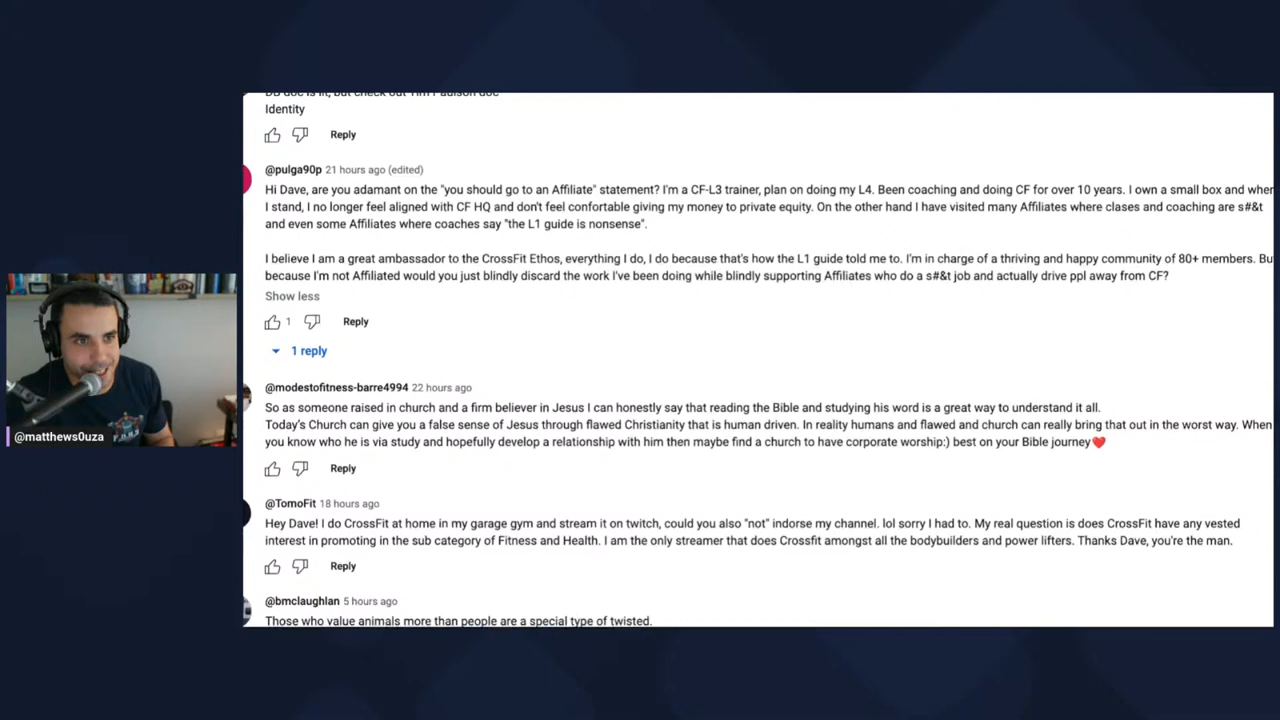 Identity
Reply
@pulga90p 21 hours ago (edited)
Hi Dave, are you adamant on the "you should go to an Affiliate" statement? I'm a CF-L3 trainer, plan on doing my L4. Been coaching and doing CF for over 10 years. I own a small box and wher
I stand, I no longer feel aligned with CF HQ and don't feel comfortable giving my money to private equity. On the other hand I have visited many Affiliates where clases and coaching are s#&t
and even some Affiliates where coaches say "the L1 guide is nonsense".
I believe I am a great ambassador to the CrossFit Ethos, everything I do, I do because that's how the L1 guide told me to. I'm in charge of a thriving and happy community of 80+ members. Bu
because I'm not Affiliated would you just blindly discard the work I've been doing while blindly supporting Affiliates who do a s#&t job and actually drive ppl away from CF?
Show less
1 Reply
1 reply
@modestofitness-barre4994 22 hours ago
So as someone raised in church and a firm believer in Jesus I can honestly say that reading the Bible and studying his word is a great way to understand it all.
Today's Church can give you a false sense of Jesus through flawed Christianity that is human driven. In reality humans and flawed and church can really bring that out in the worst way. When
you know who he is via study and hopefully develop a relationship with him then maybe find a church to have corporate worship:) best on your Bible journey❤️
Reply
@matthews0uza
@TomoFit 18 hours ago
Hey Dave! I do CrossFit at home in my garage gym and stream it on twitch, could you also "not" indorse my channel. lol sorry I had to. My real question is does CrossFit have any vested
interest in promoting in the sub category of Fitness and Health. I am the only streamer that does Crossfit amongst all the bodybuilders and power lifters. Thanks Dave, you're the man.
Reply
@bmclaughlan 5 hours ago
Those who value animals more than people are a special type of twisted.